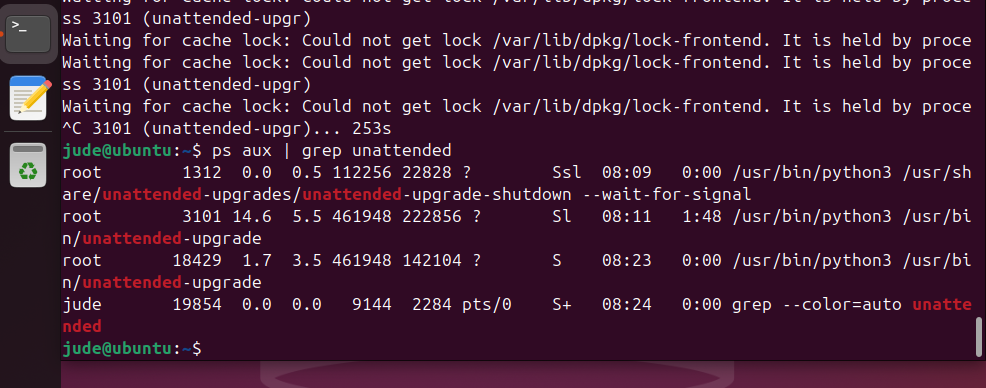 >_
Waiting for cache lock: Could not get lock /var/lib/dpkg/lock-frontend. It is held by proce
ss 3101 (unattended-upgr)
Waiting for cache lock: Could not get lock /var/lib/dpkg/lock-frontend. It is held by proce
Waiting for cache lock: Could not get lock /var/lib/dpkg/lock-frontend. It is held by proce
ss 3101 (unattended-upgr)
Waiting for cache lock: Could not get lock /var/lib/dpkg/lock-frontend. It is held by proce
^C 3101 (unattended-upgr)... 253s
jude@ubuntu:~$ ps aux | grep unattended
root 1312 0.0 0.5 112256 22828 ? Ssl 08:09 0:00 /usr/bin/python3 /usr/sh
are/unattended-upgrades/unattended-upgrade-shutdown --wait-for-signal
root 3101 14.6 5.5 461948 222856 ? Sl 08:11 1:48 /usr/bin/python3 /usr/bi
n/unattended-upgrade
root 18429 1.7 3.5 461948 142104 ? S 08:23 0:00 /usr/bin/python3 /usr/bi
n/unattended-upgrade
jude 19854 0.0 0.0 9144 2284 pts/0 S+ 08:24 0:00 grep --color=auto unatte
nded
jude@ubuntu:~$